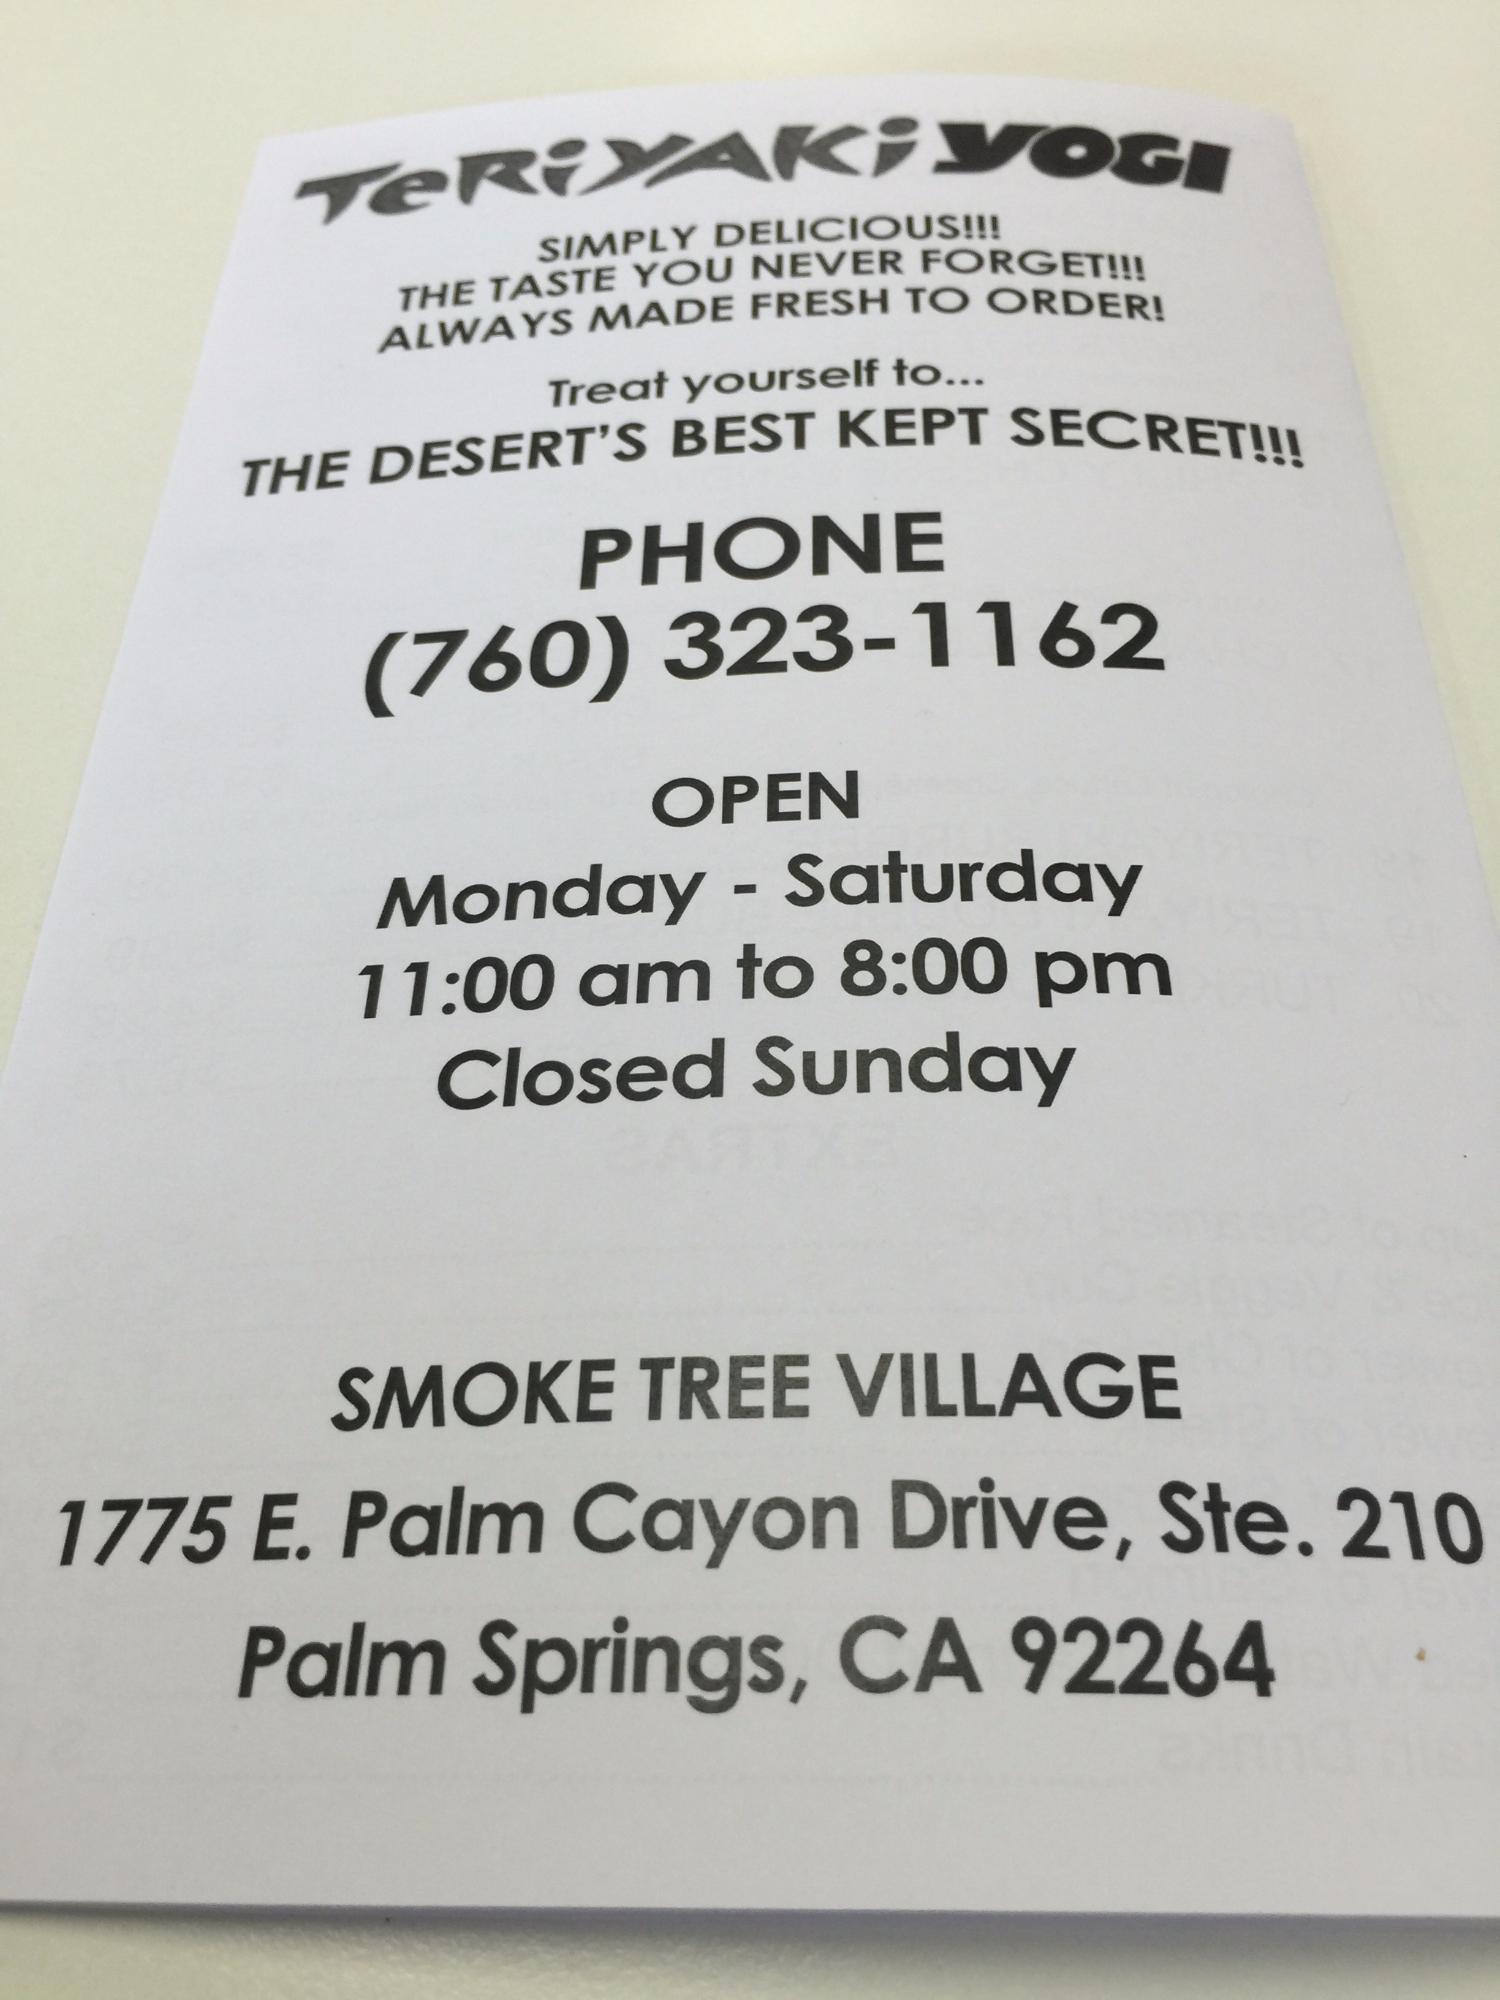 TeRiYAKi YOGI
SIMPLY DELICIOUS!!!
THE TASTE YOU NEVER FORGET!!!
ALWAYS MADE FRESH TO ORDER!
Treat yourself to...
THE DESERT'S BEST KEPT SECRET!!!
PHONE
(760) 323-1162
OPEN
Monday - Saturday
11:00 am to 8:00 pm
Closed Sunday
EXTRAS
SMOKE TREE VILLAGE
1775 E. Palm Cayon Drive, Ste. 210
Palm Springs, CA 92264